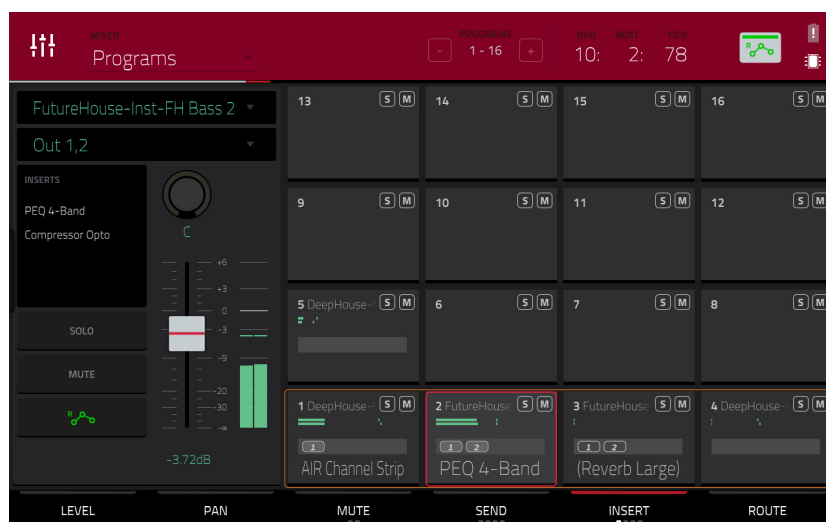 MIXER
Programs
PROGRAMS
- 1 - 16 +
BAR BEAT TICK
10: 2: 78
R
!
FutureHouse-Inst-FH Bass 2
Out 1,2
INSERTS
PEQ 4-Band
Compressor Opto
C
+6
+3
0
-3
-9
-20
-30
-∞
SOLO
MUTE
R
-3.72dB
13 S M
14 S M
15 S M
16 S M
9 S M
10 S M
11 S M
12 S M
5 DeepHouse- S M
6 S M
7 S M
8 S M
1 DeepHouse- S M
1
AIR Channel Strip
2 FutureHouse S M
1 2
PEQ 4-Band
3 FutureHouse S M
1 2
(Reverb Large)
4 DeepHouse- S M
LEVEL PAN MUTE SEND INSERT ROUTE